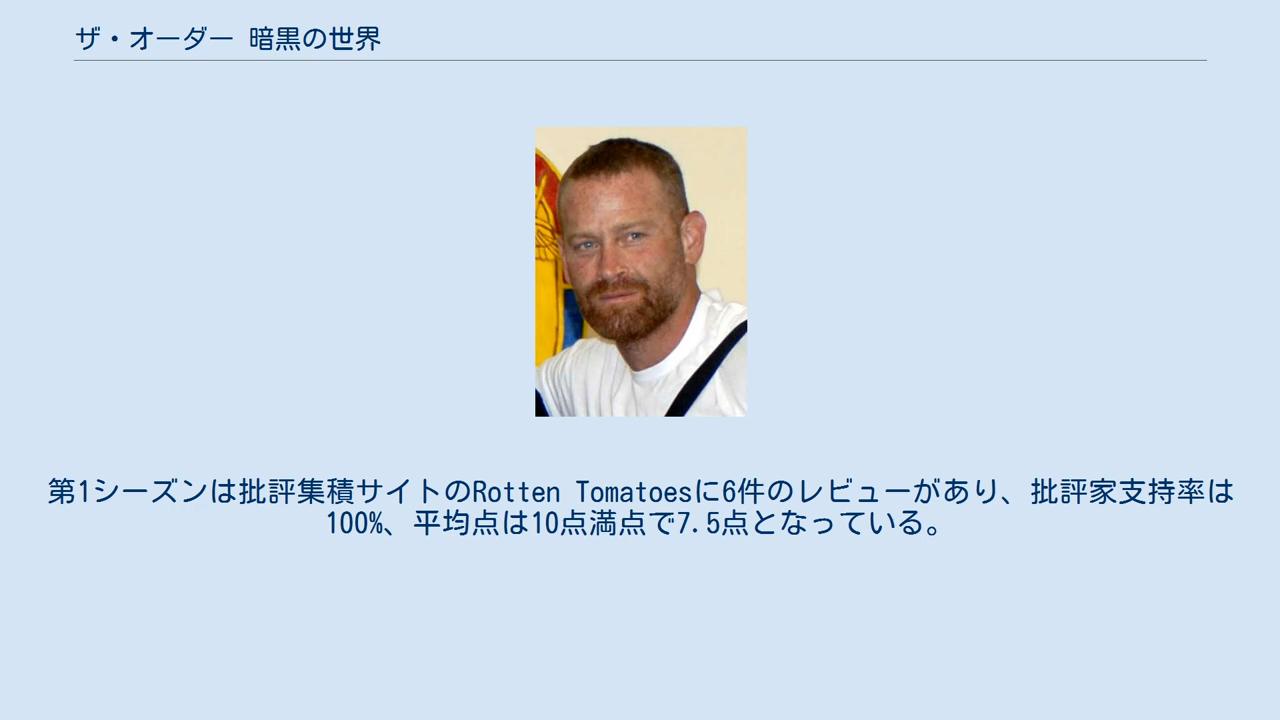 ザ・オーダー 暗黒の世界
第1シーズンは批評集積サイトのRotten Tomatoesに6件のレビューがあり、批評家支持率は
100%、平均点は10点満点で7.5点となっている。